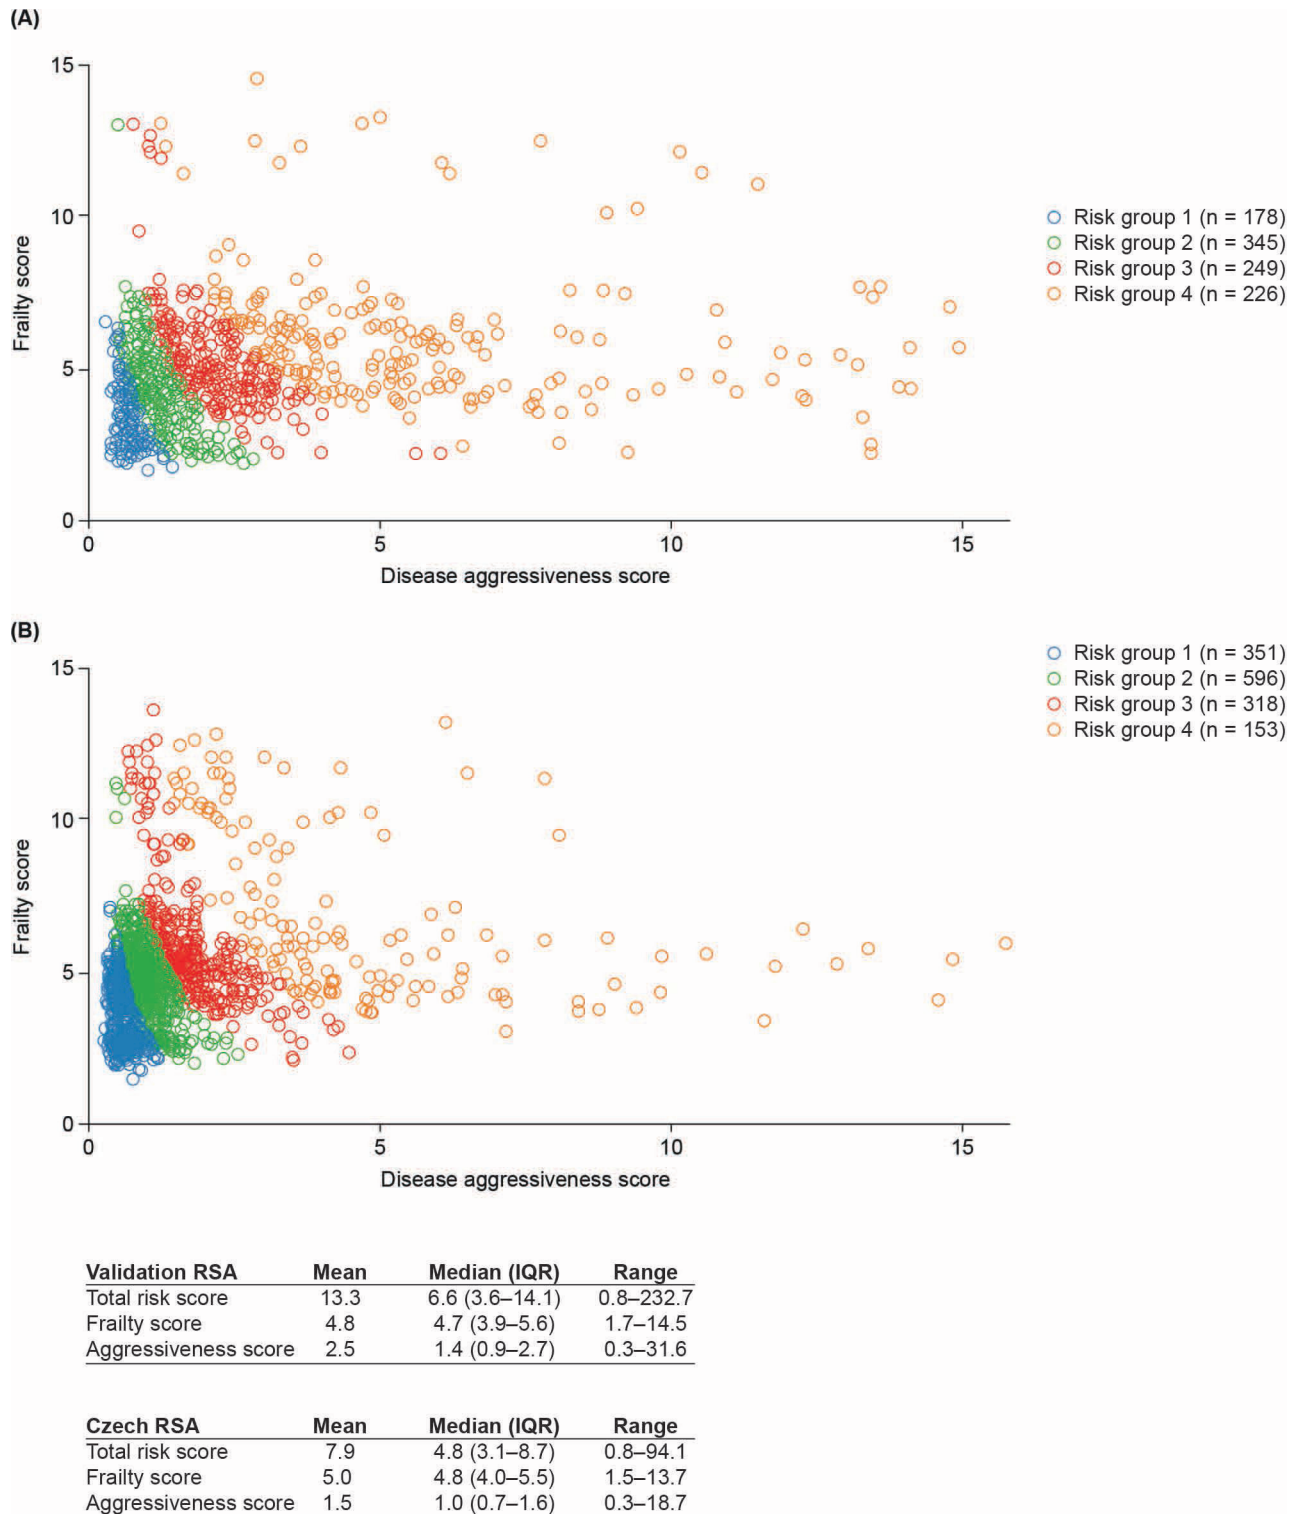 (A)
15
10
5
0
Frailty score
0 5 10 15
Disease aggressiveness score
Risk group 1 (n = 178)
Risk group 2 (n = 345)
Risk group 3 (n = 249)
Risk group 4 (n = 226)
(B)
15
10
5
0
Frailty score
0 5 10 15
Disease aggressiveness score
Risk group 1 (n = 351)
Risk group 2 (n = 596)
Risk group 3 (n = 318)
Risk group 4 (n = 153)
Validation RSA Mean Median (IQR) Range
Total risk score 13.3 6.6 (3.6–14.1) 0.8–232.7
Frailty score 4.8 4.7 (3.9–5.6) 1.7–14.5
Aggressiveness score 2.5 1.4 (0.9–2.7) 0.3–31.6
Czech RSA Mean Median (IQR) Range
Total risk score 7.9 4.8 (3.1–8.7) 0.8–94.1
Frailty score 5.0 4.8 (4.0–5.5) 1.5–13.7
Aggressiveness score 1.5 1.0 (0.7–1.6) 0.3–18.7